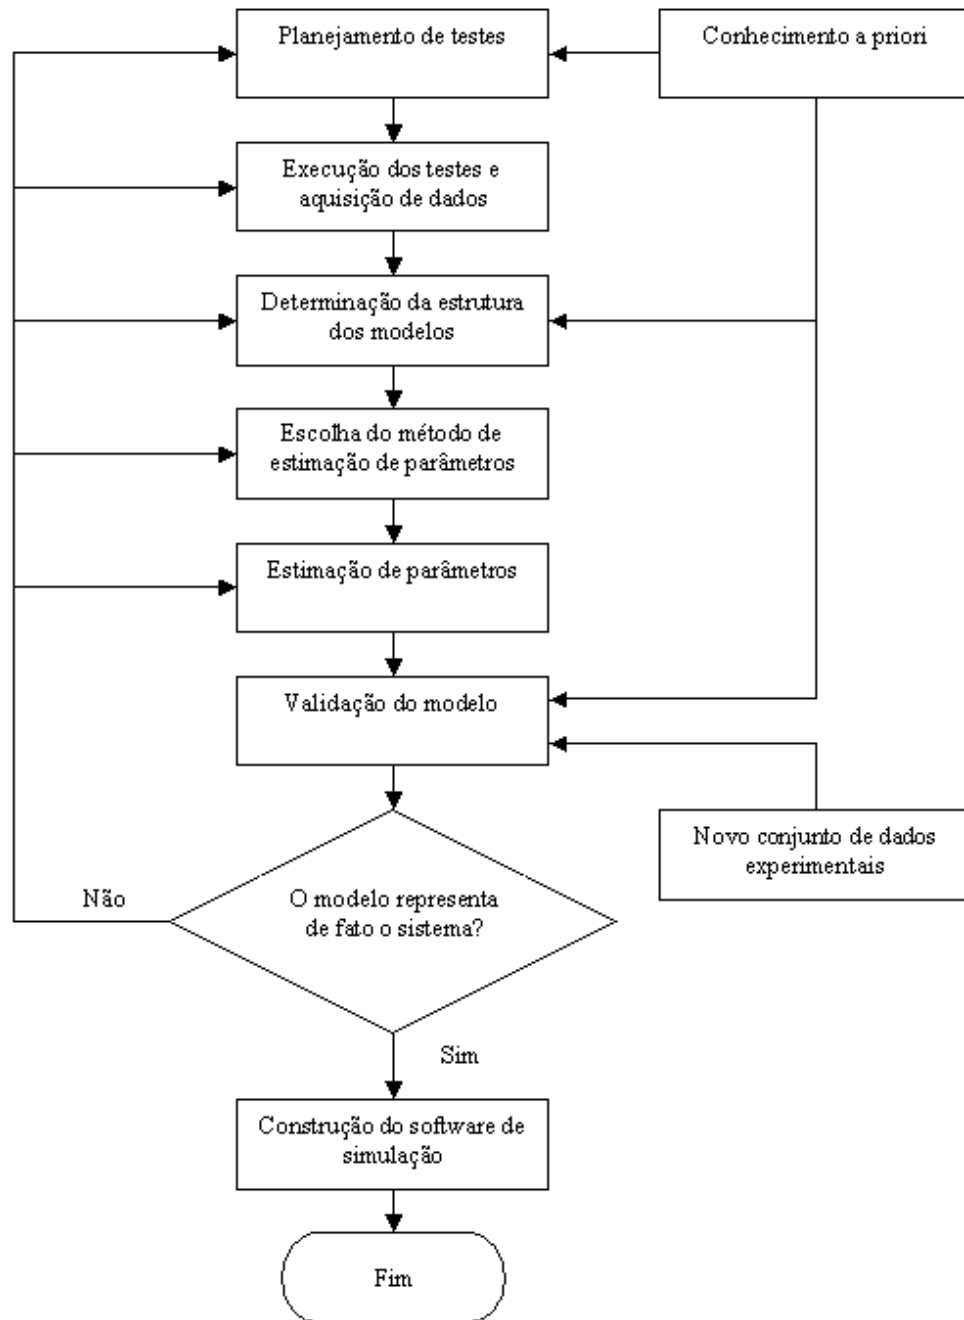 Planejamento de testes
Conhecimento a priori
Execução dos testes e
aquisição de dados
Determinação da estrutura
dos modelos
Escolha do método de
estimação de parâmetros
Estimação de parâmetros
Validação do modelo
Novo conjunto de dados
experimentais
Não
O modelo representa
de fato o sistema?
Sim
Construção do software de
simulação
Fim